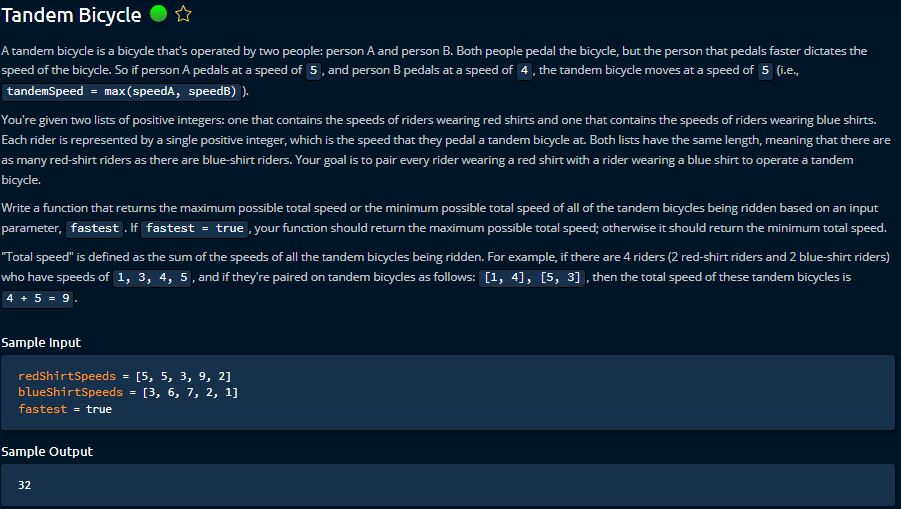 Tandem Bicycle
A tandem bicycle is a bicycle that's operated by two people: person A and person B. Both people pedal the bicycle, but the person that pedals faster dictates the
speed of the bicycle. So if person A pedals at a speed of 5 , and person B pedals at a speed of 4 , the tandem bicycle moves at a speed of 5 (i.e.,
tandemSpeed = max(speedA, speedB) ).
You're given two lists of positive integers: one that contains the speeds of riders wearing red shirts and one that contains the speeds of riders wearing blue shirts.
Each rider is represented by a single positive integer, which is the speed that they pedal a tandem bicycle at. Both lists have the same length, meaning that there are
as many red-shirt riders as there are blue-shirt riders. Your goal is to pair every rider wearing a red shirt with a rider wearing a blue shirt to operate a tandem
bicycle.
Write a function that returns the maximum possible total speed or the minimum possible total speed of all of the tandem bicycles being ridden based on an input
parameter, fastest . If fastest = true , your function should return the maximum possible total speed; otherwise it should return the minimum total speed.
"Total speed" is defined as the sum of the speeds of all the tandem bicycles being ridden. For example, if there are 4 riders (2 red-shirt riders and 2 blue-shirt riders)
who have speeds of 1, 3, 4, 5 , and if they're paired on tandem bicycles as follows: [1, 4], [5, 3] , then the total speed of these tandem bicycles is
4 + 5 = 9 .
Sample Input
redShirtSpeeds = [5, 5, 3, 9, 2]
blueShirtSpeeds = [3, 6, 7, 2, 1]
fastest = true
Sample Output
32